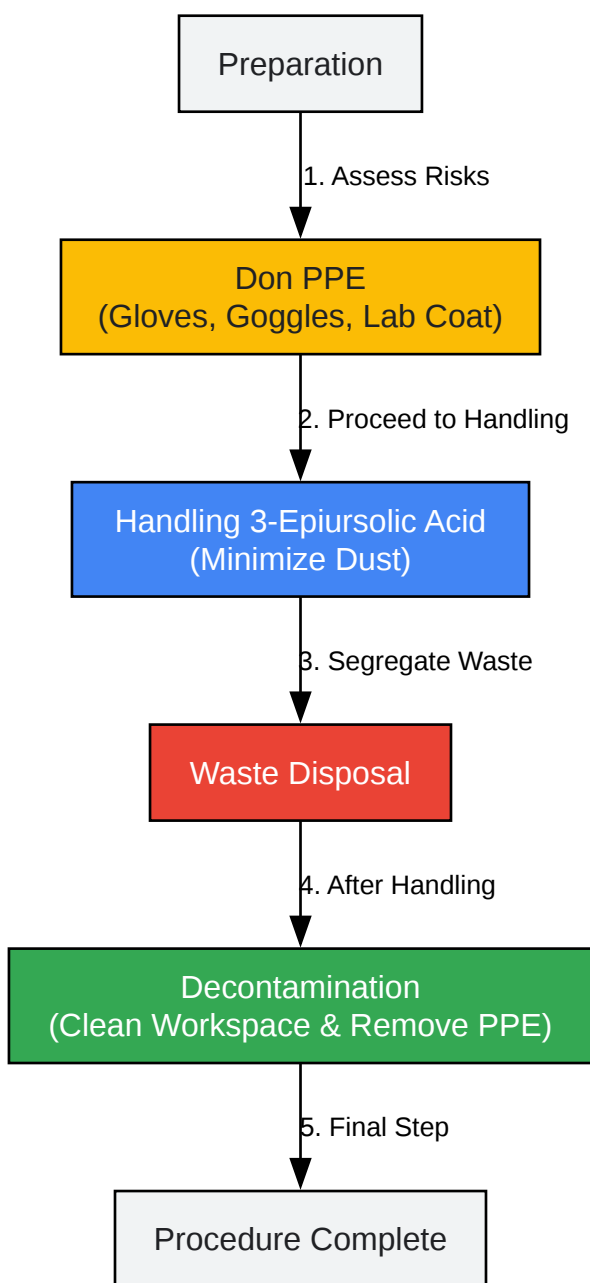 Preparation
1. Assess Risks
Don PPE
(Gloves, Goggles, Lab Coat)
2. Proceed to Handling
Handling 3-Epiursolic Acid
(Minimize Dust)
3. Segregate Waste
Waste Disposal
4. After Handling
Decontamination
(Clean Workspace & Remove PPE)
5. Final Step
Procedure Complete